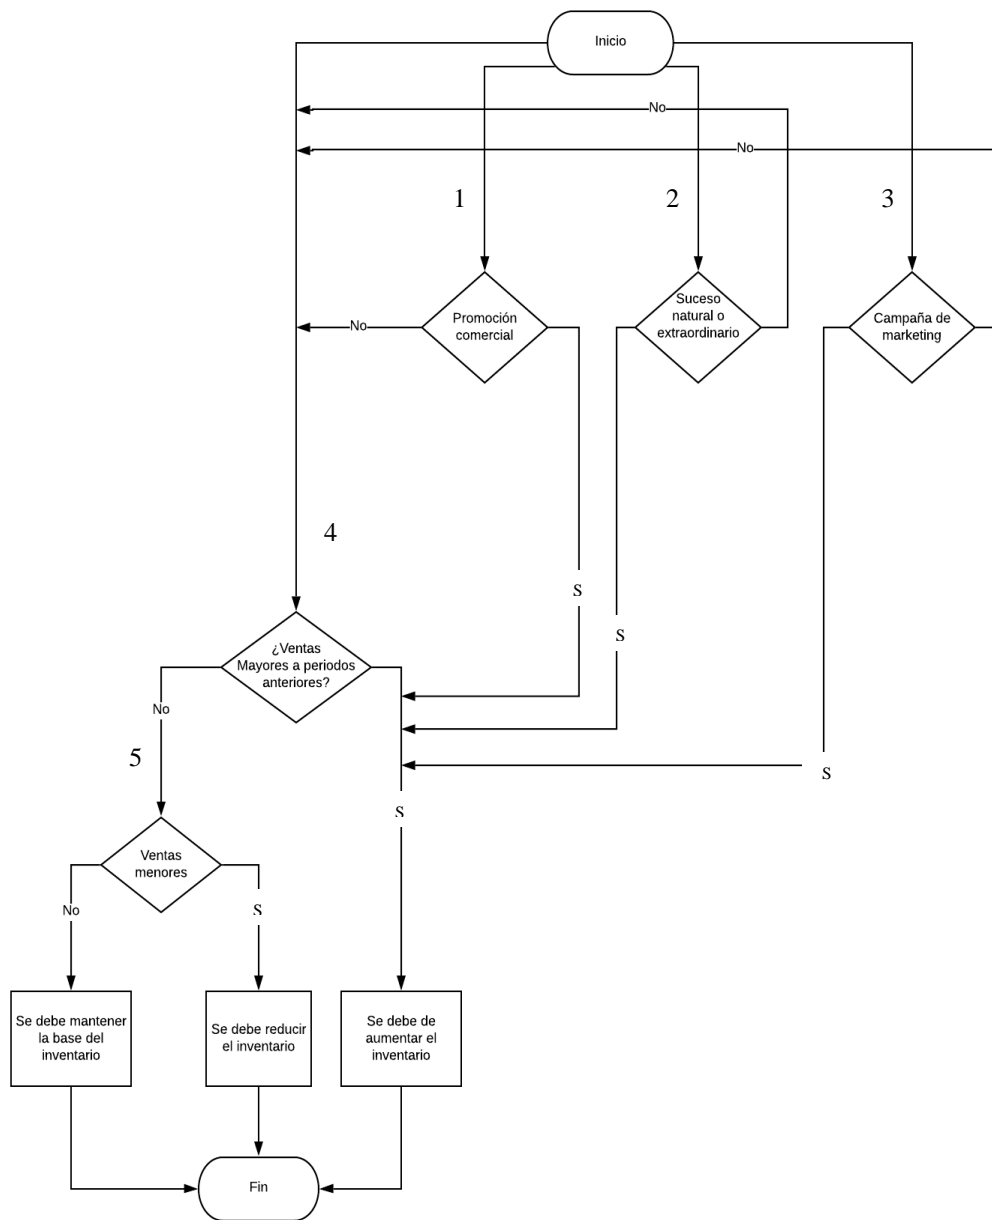 Inicio
No
No
1
2
3
Promoción
comercial
Suceso
natural o
extraordinario
Campaña de
marketing
No
4
s
s
¿Ventas
Mayores a periodos
anteriores?
No
5
s
s
Ventas
menores
No
s
Se debe mantener
la base del
inventario
Se debe reducir
el inventario
Se debe de
aumentar el
inventario
Fin